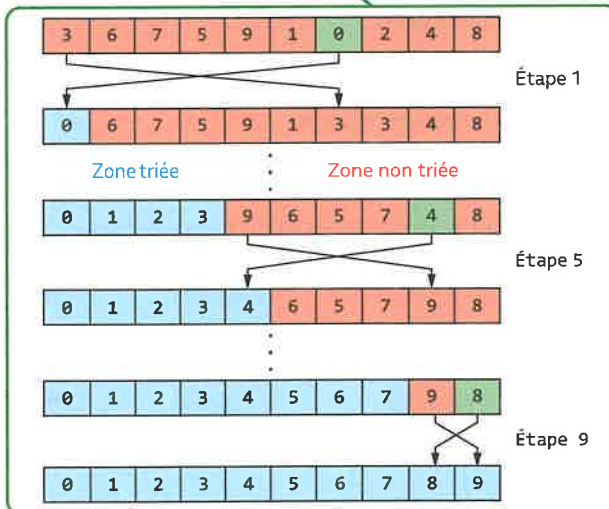 3 6 7 5 9 1 0 2 4 8
Étape 1
0 6 7 5 9 1 3 3 4 8
Zone triée Zone non triée
0 1 2 3 9 6 5 7 4 8
Étape 5
0 1 2 3 4 6 5 7 9 8
0 1 2 3 4 5 6 7 9 8
Étape 9
0 1 2 3 4 5 6 7 8 9